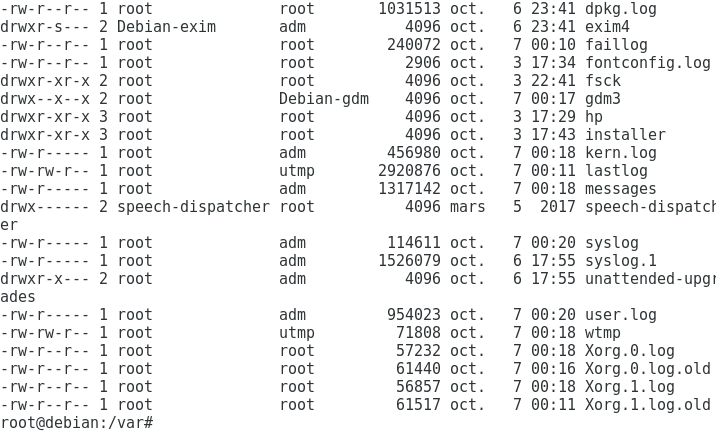 -rw-r--r-- 1 root              root       1031513 oct.   6 23:41 dpkg.log
drwxr-s--- 2 Debian-exim       adm           4096 oct.   6 23:41 exim4
-rw-r--r-- 1 root              root        240072 oct.   7 00:10 faillog
-rw-r--r-- 1 root              root          2906 oct.   3 17:34 fontconfig.log
drwxr-xr-x 2 root              root          4096 oct.   3 22:41 fsck
drwx--x--x 2 root              Debian-gdm    4096 oct.   7 00:17 gdm3
drwxr-xr-x 3 root              root          4096 oct.   3 17:29 hp
drwxr-xr-x 3 root              root          4096 oct.   3 17:43 installer
-rw-r----- 1 root              adm         456980 oct.   7 00:18 kern.log
-rw-rw-r-- 1 root              utmp       2920876 oct.   7 00:11 lastlog
-rw-r----- 1 root              adm        1317142 oct.   7 00:18 messages
drwx------ 2 speech-dispatcher root          4096 mars   5  2017 speech-dispatch
er
-rw-r----- 1 root              adm         114611 oct.   7 00:20 syslog
-rw-r----- 1 root              adm        1526079 oct.   6 17:55 syslog.1
drwxr-x--- 2 root              adm           4096 oct.   6 17:55 unattended-upgr
ades
-rw-r----- 1 root              adm         954023 oct.   7 00:20 user.log
-rw-rw-r-- 1 root              utmp         71808 oct.   7 00:18 wtmp
-rw-r--r-- 1 root              root         57232 oct.   7 00:18 Xorg.0.log
-rw-r--r-- 1 root              root         61440 oct.   7 00:16 Xorg.0.log.old
-rw-r--r-- 1 root              root         56857 oct.   7 00:18 Xorg.1.log
-rw-r--r-- 1 root              root         61517 oct.   7 00:11 Xorg.1.log.old
root@debian:/var#